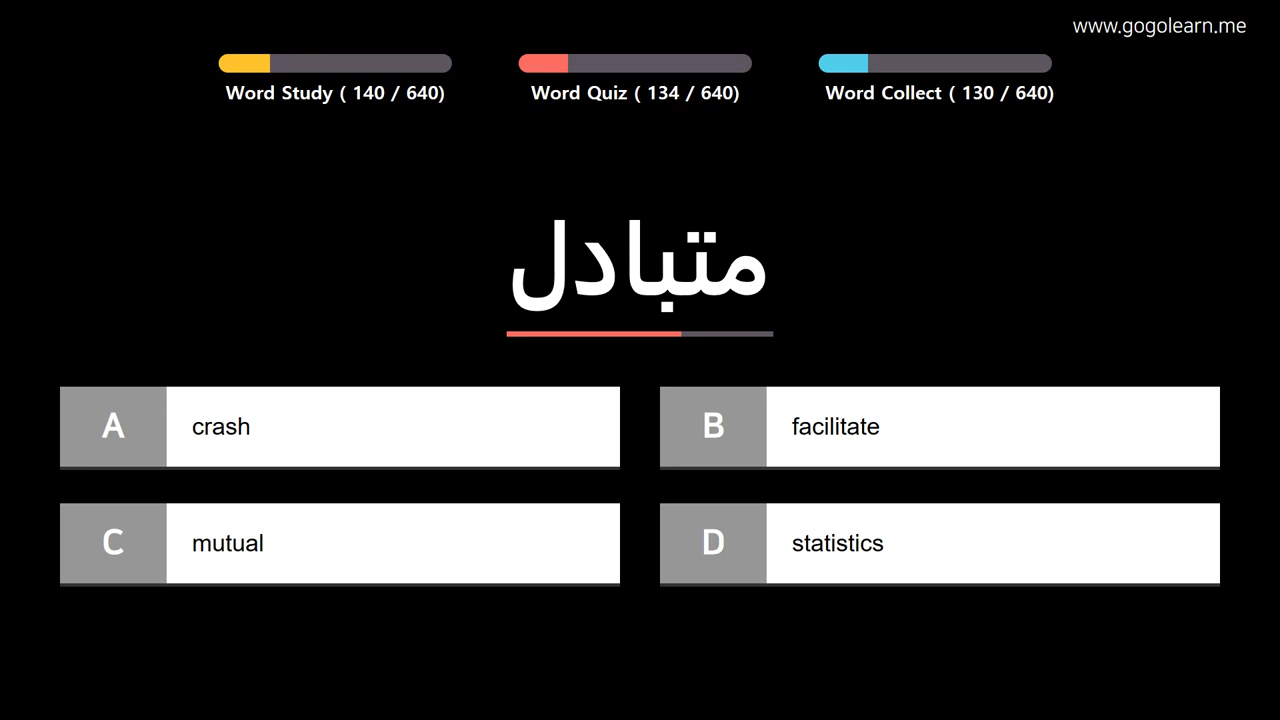 www.gogolearn.me
Word Study ( 140 / 640)
Word Quiz ( 134 / 640)
Word Collect ( 130 / 640)
متبادل
A crash
B facilitate
C mutual
D statistics